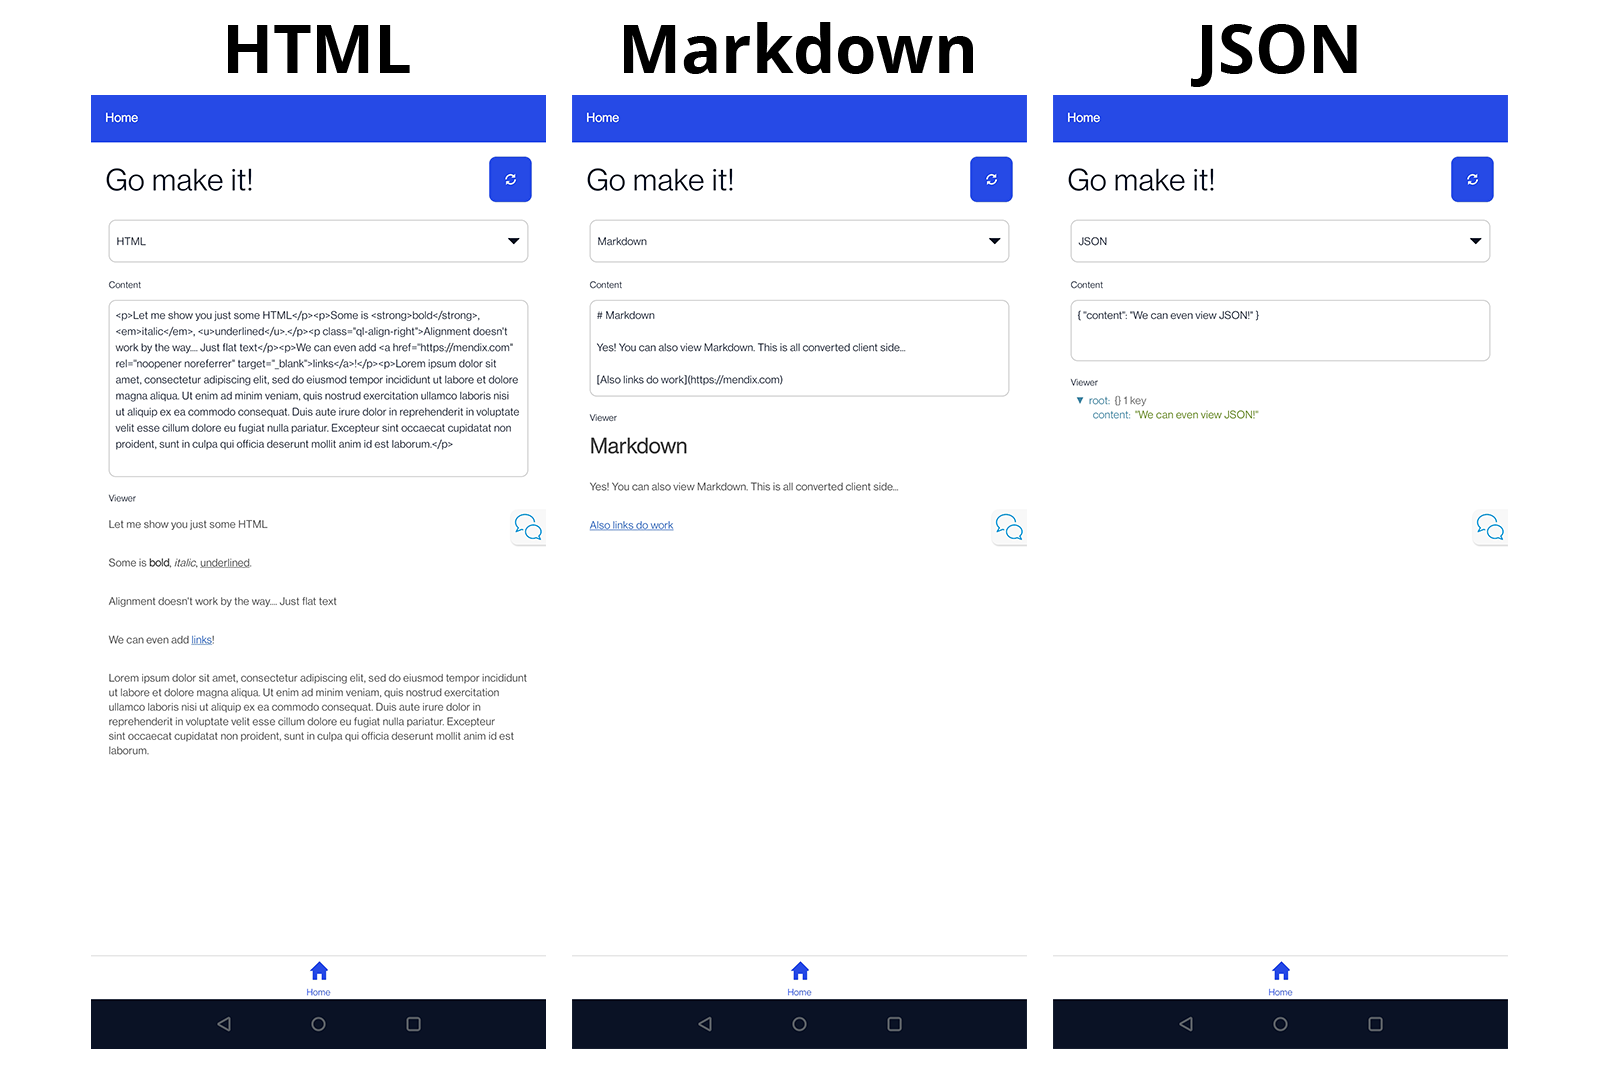 HTML
Home
Go make it!
HTML
Content
<p>Let me show you just some HTML</p><p>Some is <strong>bold</strong>,
<em>italic</em>, <u>underlined</u>.</p><p class="ql-align-right">Alignment doesn't
work by the way.... Just flat text</p><p>We can even add <a href="https://mendix.com"
rel="noopener noreferrer" target="_blank">links</a>!</p><p>Lorem ipsum dolor sit
amet, consectetur adipiscing elit, sed do eiusmod tempor incididunt ut labore et dolore
magna aliqua. Ut enim ad minim veniam, quis nostrud exercitation ullamco laboris nisi
ut aliquip ex ea commodo consequat. Duis aute irure dolor in reprehenderit in voluptate
velit esse cillum dolore eu fugiat nulla pariatur. Excepteur sint occaecat cupidatat non
proident, sunt in culpa qui officia deserunt mollit anim id est laborum.</p>
Viewer
Let me show you just some HTML
Some is bold, italic, underlined.
Alignment doesn't work by the way.... Just flat text
We can even add links!
Lorem ipsum dolor sit amet, consectetur adipiscing elit, sed do eiusmod tempor incididunt
ut labore et dolore magna aliqua. Ut enim ad minim veniam, quis nostrud exercitation
ullamco laboris nisi ut aliquip ex ea commodo consequat. Duis aute irure dolor in
reprehenderit in voluptate velit esse cillum dolore eu fugiat nulla pariatur. Excepteur
sint occaecat cupidatat non proident, sunt in culpa qui officia deserunt mollit anim id est
laborum.
Home
Markdown
Home
Go make it!
Markdown
Content
# Markdown
Yes! You can also view Markdown. This is all converted client side...
[Also links do work](https://mendix.com)
Viewer
Markdown
Yes! You can also view Markdown. This is all converted client side...
Also links do work
Home
JSON
Home
Go make it!
JSON
Content
{ "content": "We can even view JSON!" }
Viewer
▼ root: {} 1 key
content: "We can even view JSON!"
Home